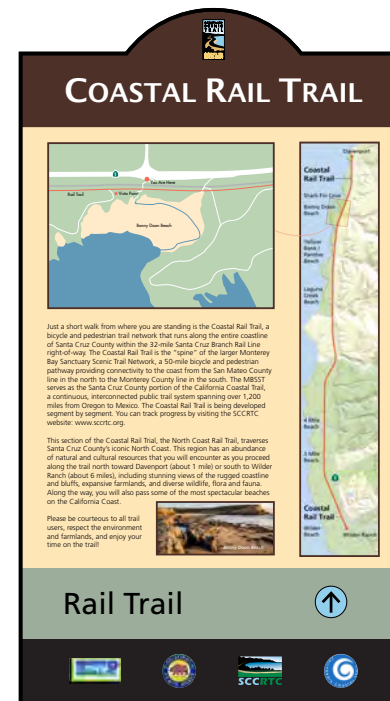 COASTAL RAIL TRAIL
You Are Here
Rail Trail
Vista Point
Bonny Doon Beach
Davenport
Coastal
Rail Trail
Shark Fin Cove
Bonny Doon
Beach
Yellow
Bank /
Panther
Beach
Laguna
Creek
Beach
4 Mile
Beach
3 Mile
Beach
1
Coastal
Rail Trail
Wilder
Beach
Wilder Ranch
Just a short walk from where you are standing is the Coastal Rail Trail, a
bicycle and pedestrian trail network that runs along the entire coastline
of Santa Cruz County within the 32-mile Santa Cruz Branch Rail Line
right-of-way. The Coastal Rail Trail is the "spine" of the larger Monterey
Bay Sanctuary Scenic Trail Network, a 50-mile bicycle and pedestrian
pathway providing connectivity to the coast from the San Mateo County
line in the north to the Monterey County line in the south. The MBSST
serves as the Santa Cruz County portion of the California Coastal Trail,
a continuous, interconnected public trail system spanning over 1,200
miles from Oregon to Mexico. The Coastal Rail Trail is being developed
segment by segment. You can track progress by visiting the SCCRTC
website: www.sccrtc.org.
This section of the Coastal Rail Trial, the North Coast Rail Trail, traverses
Santa Cruz County's iconic North Coast. This region has an abundance
of natural and cultural resources that you will encounter as you proceed
along the trail north toward Davenport (about 1 mile) or south to Wilder
Ranch (about 6 miles), including stunning views of the rugged coastline
and bluffs, expansive farmlands, and diverse wildlife, flora and fauna.
Along the way, you will also pass some of the most spectacular beaches
on the California Coast.
Please be courteous to all trail
users, respect the environment
and farmlands, and enjoy your
time on the trail!
Bonny Doon Beach
Rail Trail
SCCRTC